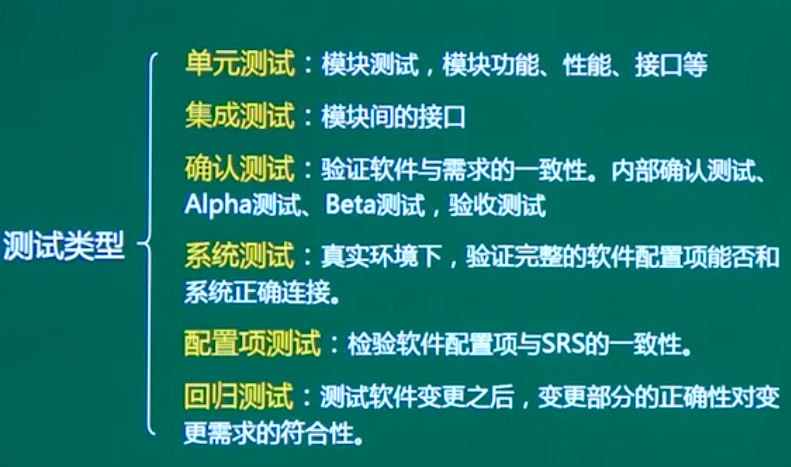 测试类型
单元测试：模块测试，模块功能、性能、接口等
集成测试：模块间的接口
确认测试：验证软件与需求的一致性。内部确认测试、
Alpha测试、Beta测试，验收测试
系统测试：真实环境下，验证完整的软件配置项能否和
系统正确连接。
配置项测试：检验软件配置项与SRS的一致性。
回归测试：测试软件变更之后，变更部分的正确性对变
更需求的符合性。